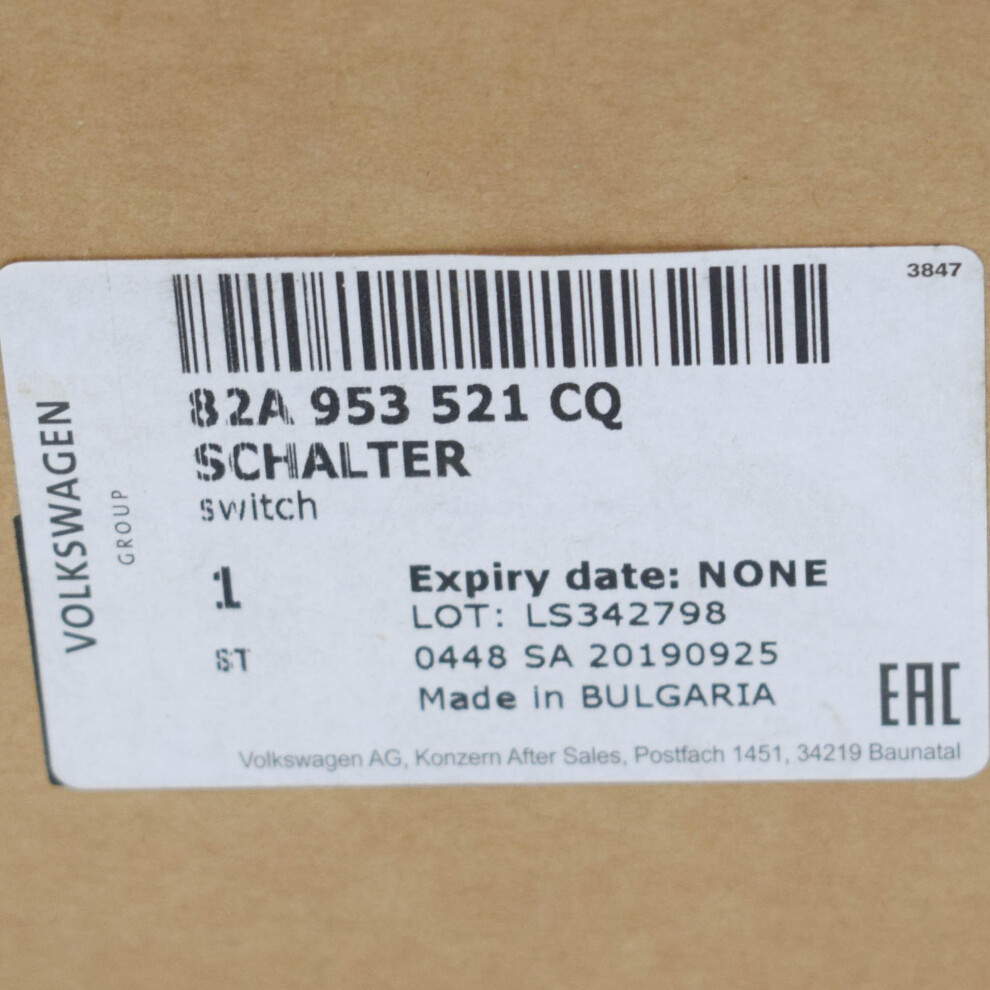 3847
82A 953 521 CQ
SCHALTER
switch
1
Expiry date: NONE
LOT: LS342798
ST
0448 SA 20190925
Made in BULGARIA
EAC
Volkswagen AG, Konzern After Sales, Postfach 1451, 34219 Baunatal
VOLKSWAGEN
GROUP